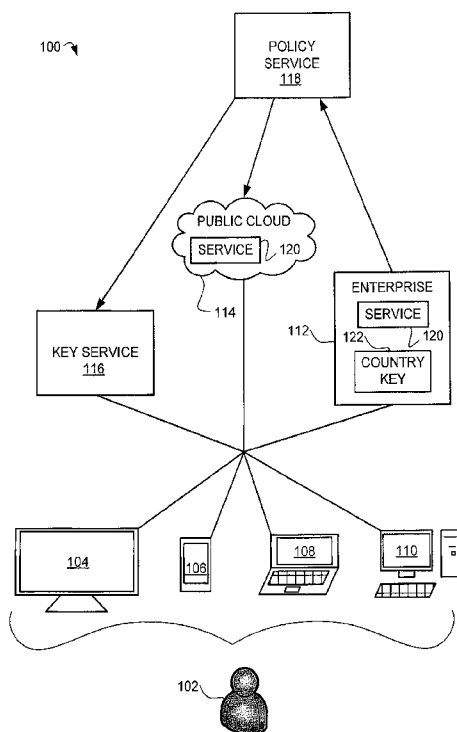 100
POLICY
SERVICE
118
PUBLIC CLOUD
SERVICE
120
114
ENTERPRISE
SERVICE
112
122
120
COUNTRY
KEY
KEY SERVICE
116
104
106
108
110
102